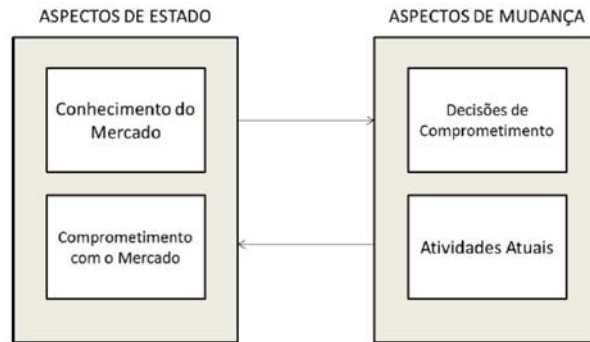 ASPECTOS DE ESTADO
ASPECTOS DE MUDANÇA
Conhecimento do
Mercado
Comprometimento
com o Mercado
Decisões de
Comprometimento
Atividades Atuais